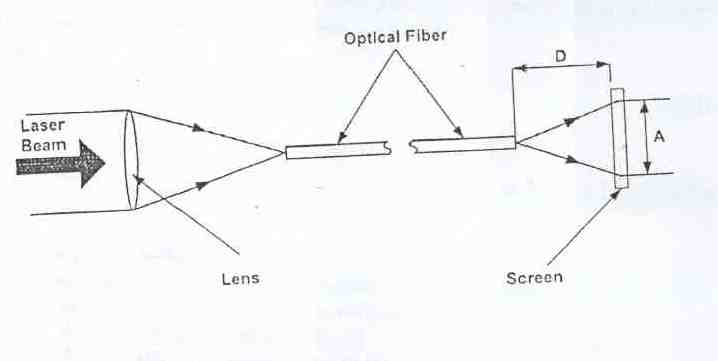 Optical Fiber
D
Laser
Beam
A
Lens
Screen